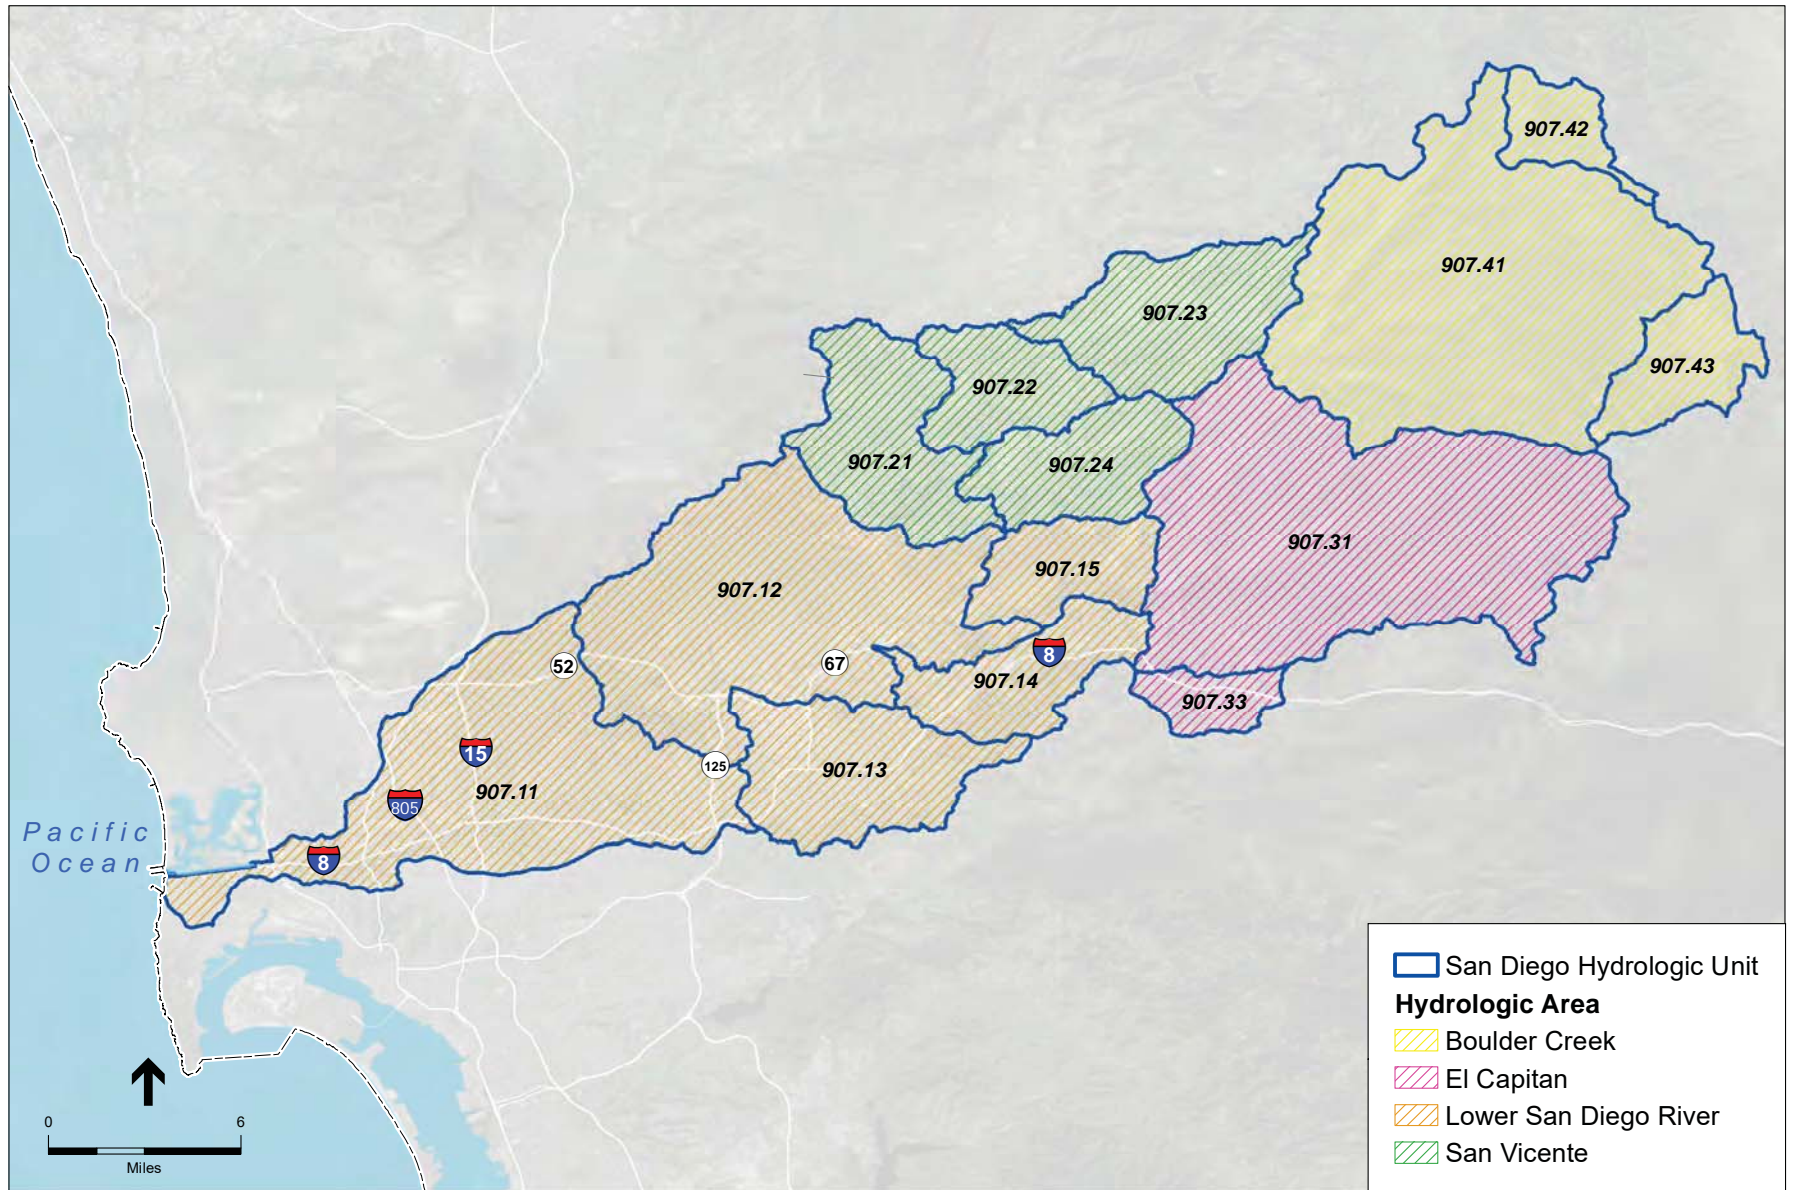 907.42
907.41
907.23
907.43
907.22
907.21
907.24
907.31
907.15
907.12
8
52
67
907.14
907.33
15
907.13
125
907.11
805
Pacific
Ocean
8
San Diego Hydrologic Unit
Hydrologic Area
Boulder Creek
El Capitan
Lower San Diego River
San Vicente
0 6
Miles